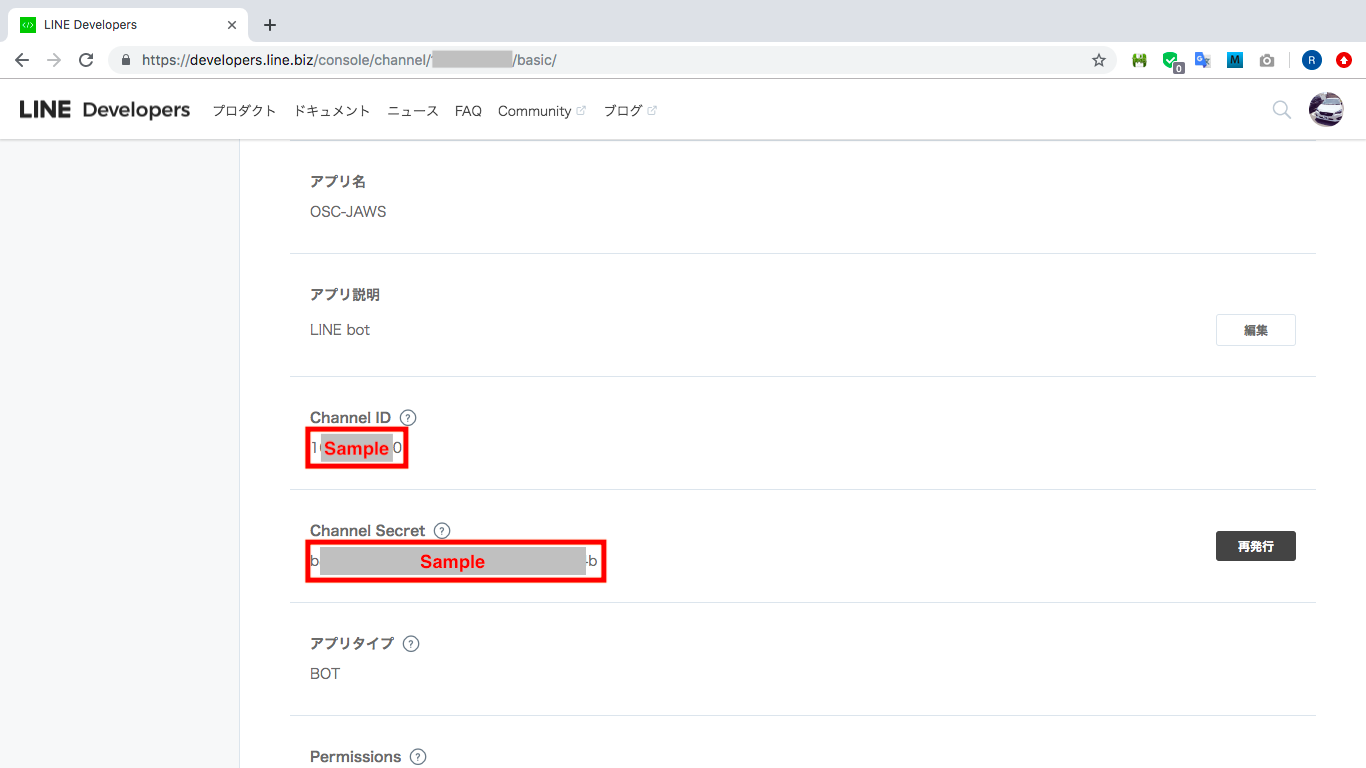 LINE Developers
https://developers.line.biz/console/channel/ /basic/
0
M
R
LINE Developers プロダクト ドキュメント ニュース FAQ Community ブログ
アプリ名
OSC-JAWS
アプリ説明
LINE bot
編集
Channel ID ?
1 Sample 0
Channel Secret ?
再発行
b Sample b
アプリタイプ ?
BOT
Permissions ?